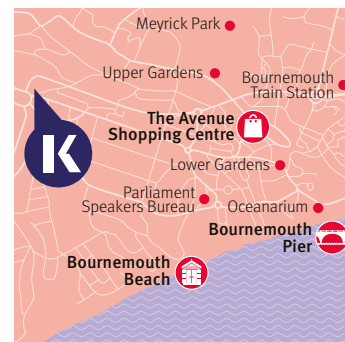 Meyrick Park
Upper Gardens
Bournemouth
Train Station
The Avenue
Shopping Centre
K
Lower Gardens
Parliament
Speakers Bureau
Oceanarium
Bournemouth
Pier
Bournemouth
Beach